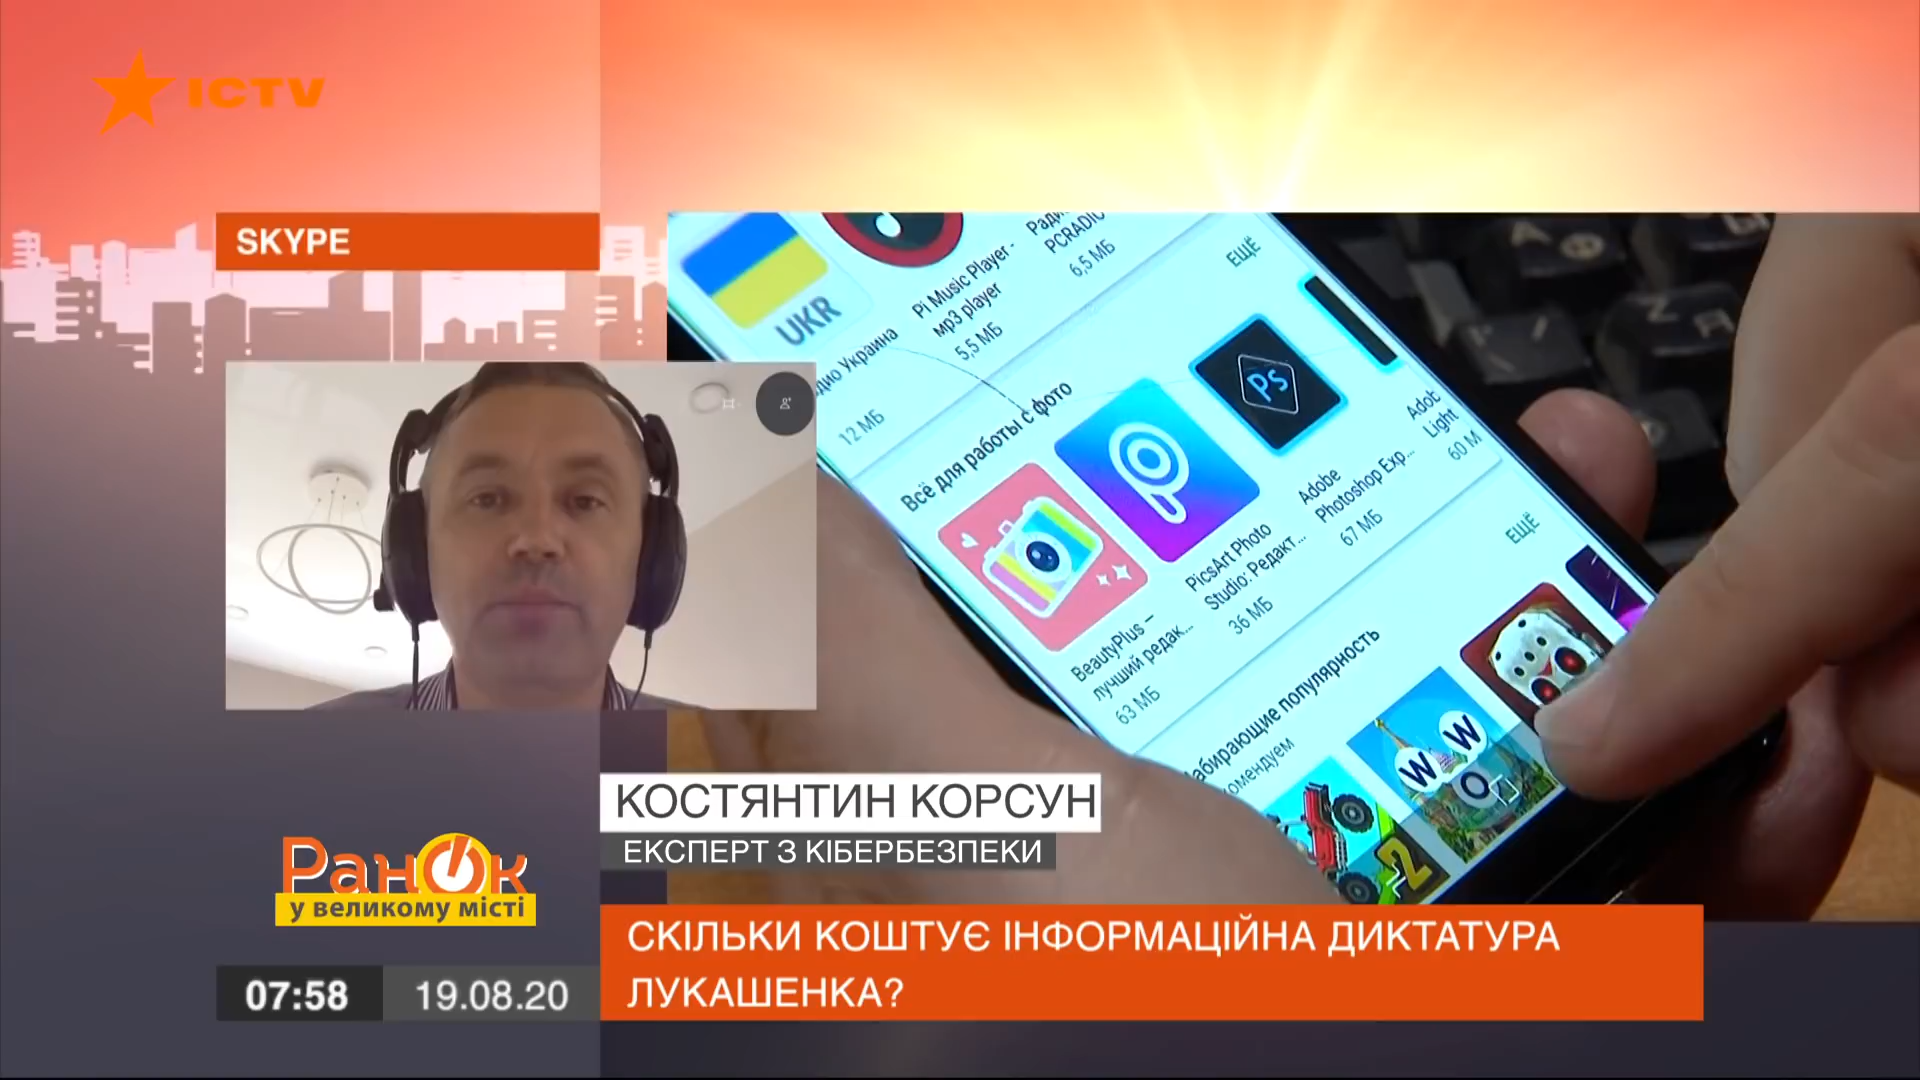 ICTV
SKYPE
UKR
Pi Music Player -
mp3 player
5,5 МБ
PCRADIO
6,5 МБ
ЕЩЁ
Украина
12 МБ
Всё для работы с фото
Ps
BeautyPlus —
лучший редак...
63 МБ
PicsArt Photo
Studio: Редакт...
36 МБ
Adobe
Photoshop Exp...
67 МБ
Light
ЕЩЁ
популярность
W W
O
2
КОСТЯНТИН КОРСУН
ЕКСПЕРТ З КІБЕРБЕЗПЕКИ
РанОк
у великому місті
СКІЛЬКИ КОШТУЄ ІНФОРМАЦІЙНА ДИКТАТУРА
ЛУКАШЕНКА?
07:58
19.08.20